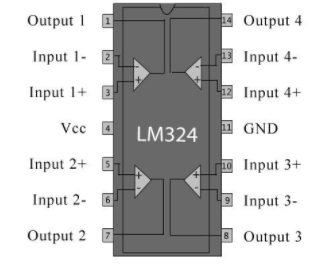 Output 1 1 14 Output 4
Input 1- 2 - - 13 Input 4-
Input 1+ 3 + + 12 Input 4+
Vcc 4 LM324 11 GND
Input 2+ 5 + + 10 Input 3+
Input 2- 6 - - 9 Input 3-
Output 2 7 8 Output 3